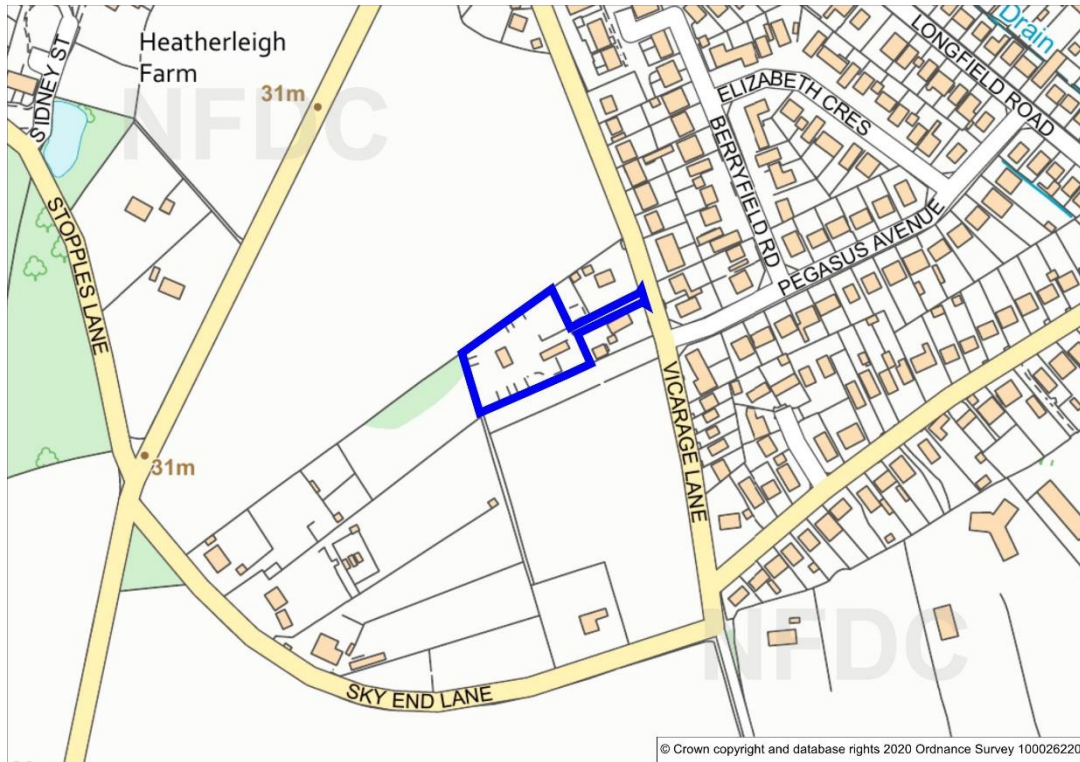 Heatherleigh
Farm
NFDC
31m
SIDNEY ST
Drain
LONGFIELD ROAD
ELIZABETH CRES
BERRYFIELD RD
PEGASUS AVENUE
STOPPLES LANE
31m
VICARAGE LANE
NFDC
SKY END LANE
© Crown copyright and database rights 2020 Ordnance Survey 100026220